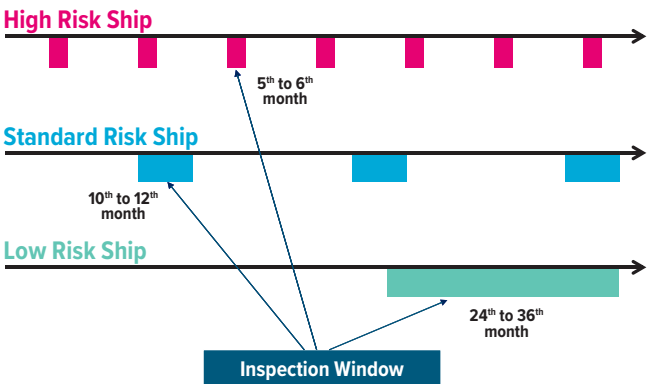 High Risk Ship
5th to 6th
month
Standard Risk Ship
10th to 12th
month
Low Risk Ship
24th to 36th
month
Inspection Window